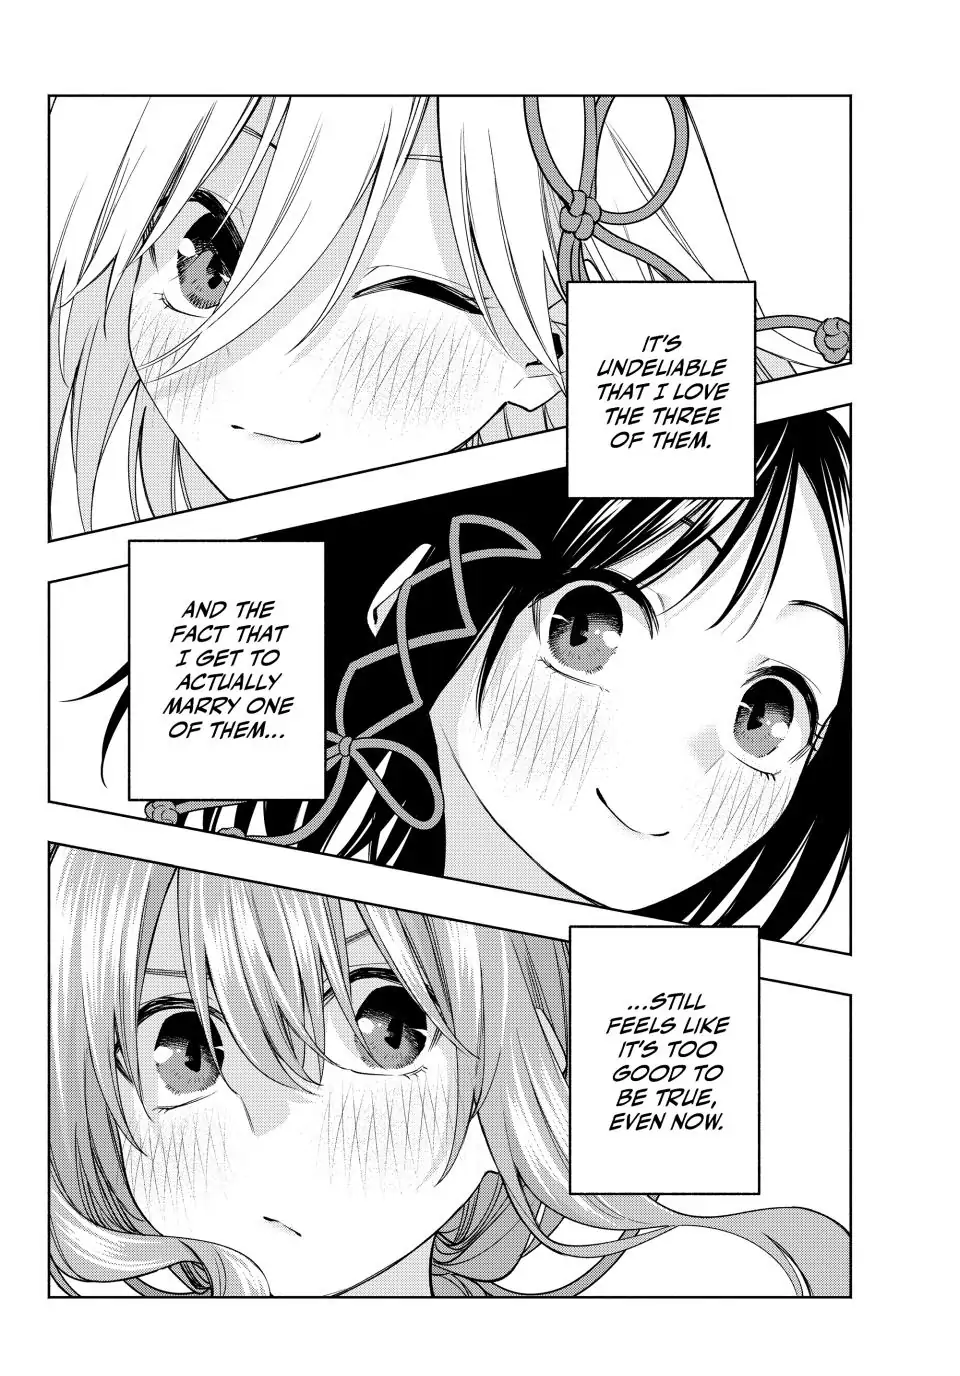 IT'S
UNDELIABLE
THAT I LOVE
THE THREE
OF THEM.
AND THE
FACT THAT
I GET TO
ACTUALLY
MARRY ONE
OF THEM...
...STILL
FEELS LIKE
IT'S TOO
GOOD TO
BE TRUE,
EVEN NOW.